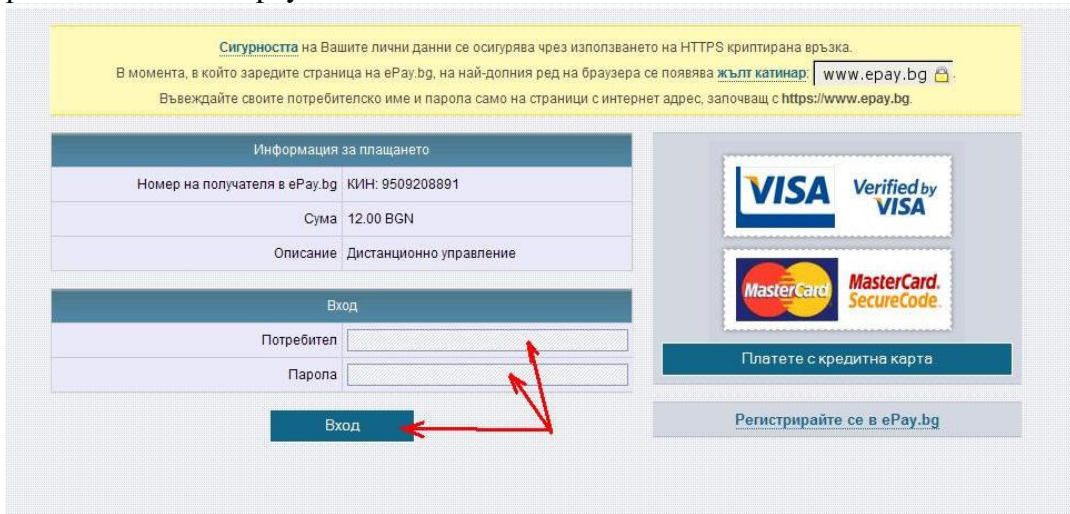 Сигурността на Вашите лични данни се осигурява чрез използването на HTTPS криптирана връзка.
В момента, в който заредите страница на ePay.bg, на най-долния ред на браузера се появява жълт катинар: www.epay.bg.
Въвеждайте своите потребителско име и парола само на страници с интернет адрес, започващ с https://www.epay.bg.
Информация за плащането
Номер на получателя в ePay.bg КИН: 9509208891
Сума 12.00 BGN
Описание Дистанционно управление
Вход
Потребител
Парола
Вход
VISA Verified by VISA
MasterCard MasterCard. SecureCode.
Платете с кредитна карта
Регистрирайте се в ePay.bg